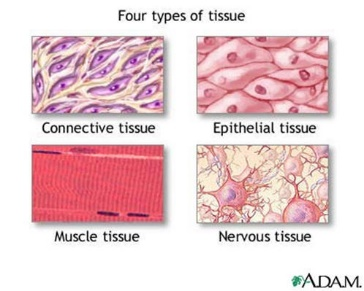 Four types of tissue
Connective tissue
Epithelial tissue
Muscle tissue
Nervous tissue
ADAM.